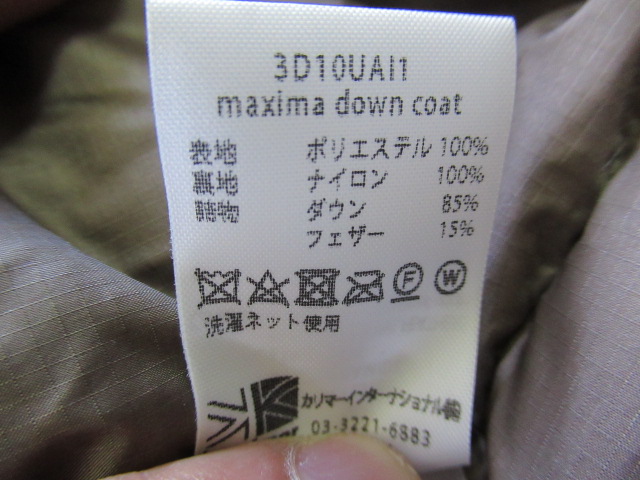 3D10UAI1
maxima down coat
表地 ポリエステル 100%
裏地 ナイロン 100%
詰物 ダウン 85%
フェザー 15%
F W
洗濯ネット使用
カリマーインターナショナル㈱
03-3221-6883